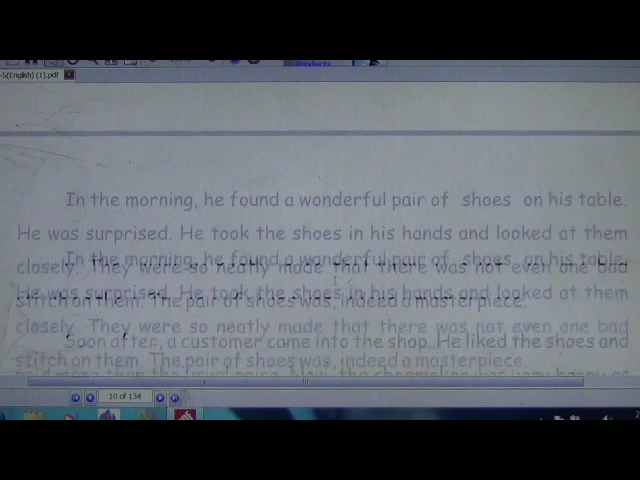 Products
-5(English) (1).pdf
In the morning, he found a wonderful pair of shoes on his table.
He was surprised. He took the shoes in his hands and looked at them
In the morning, he found a wonderful pair of shoes on his table.
closely. They were so neatly made that there was not even one bad
He was surprised. He took the shoes in his hands and looked at them
stitch on them. The pair of shoes was, indeed a masterpiece.
closely. They were so neatly made that there was not even one bad
Soon after, a customer came into the shop. He liked the shoes and
stitch on them. The pair of shoes was, indeed a masterpiece.
10 of 134